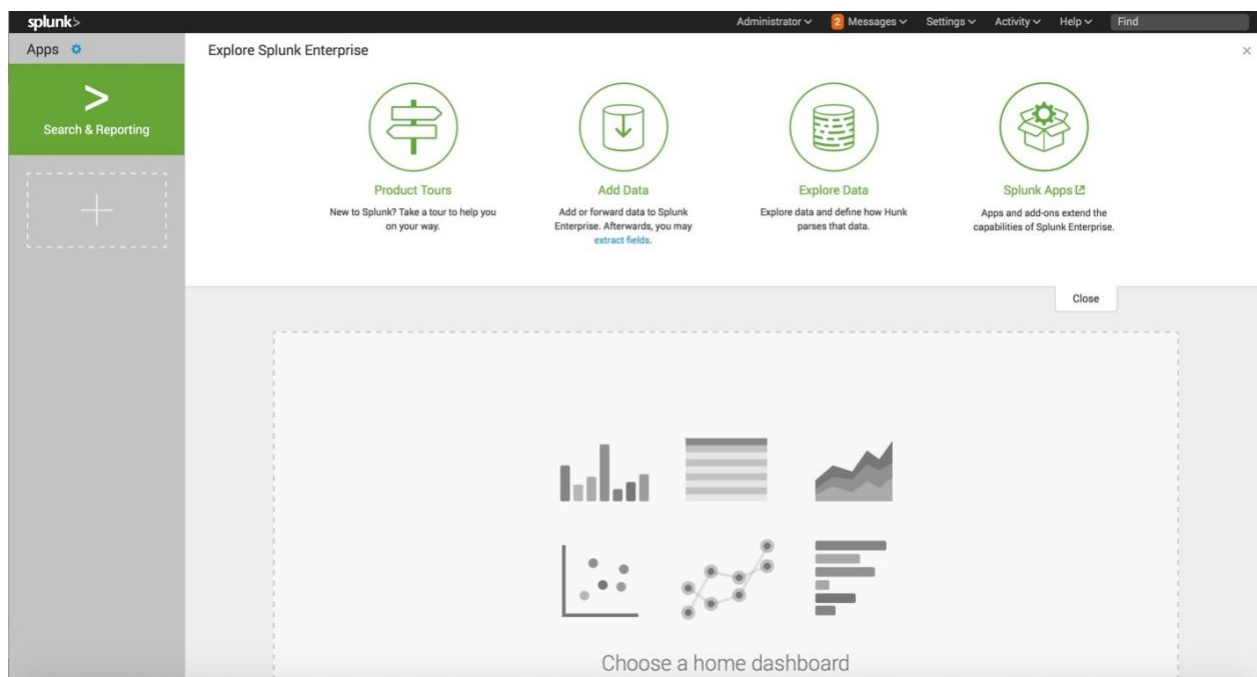 splunk>
Administrator
2 Messages
Settings
Activity
Help
Find
Apps
Explore Splunk Enterprise
>
Search & Reporting
Product Tours
New to Splunk? Take a tour to help you
on your way.
Add Data
Add or forward data to Splunk
Enterprise. Afterwards, you may
extract fields.
Explore Data
Explore data and define how Hunk
parses that data.
Splunk Apps
Apps and add-ons extend the
capabilities of Splunk Enterprise.
Close
Choose a home dashboard